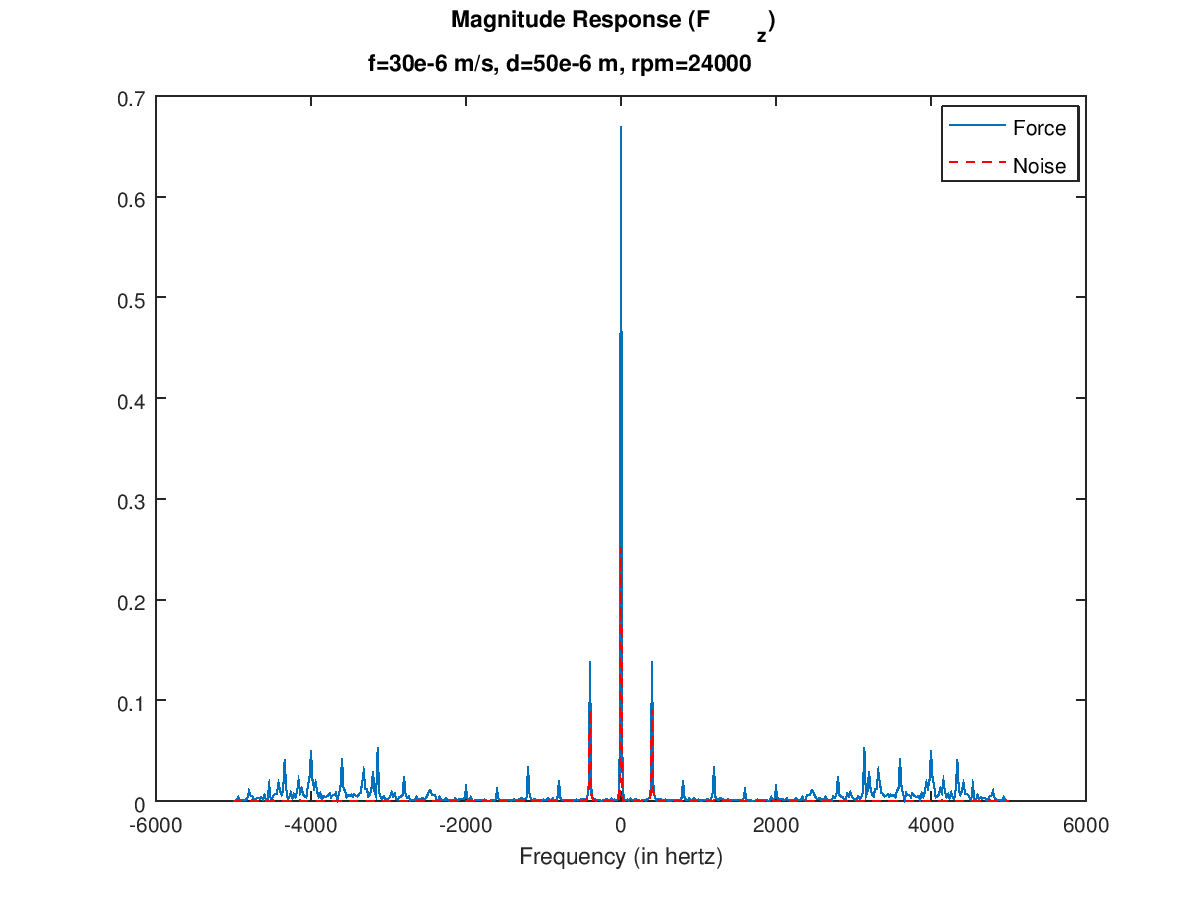 Magnitude Response (F z)
f=30e-6 m/s, d=50e-6 m, rpm=24000
Force
Noise
0.7
0.6
0.5
0.4
0.3
0.2
0.1
0
-6000 -4000 -2000 0 2000 4000 6000
Frequency (in hertz)